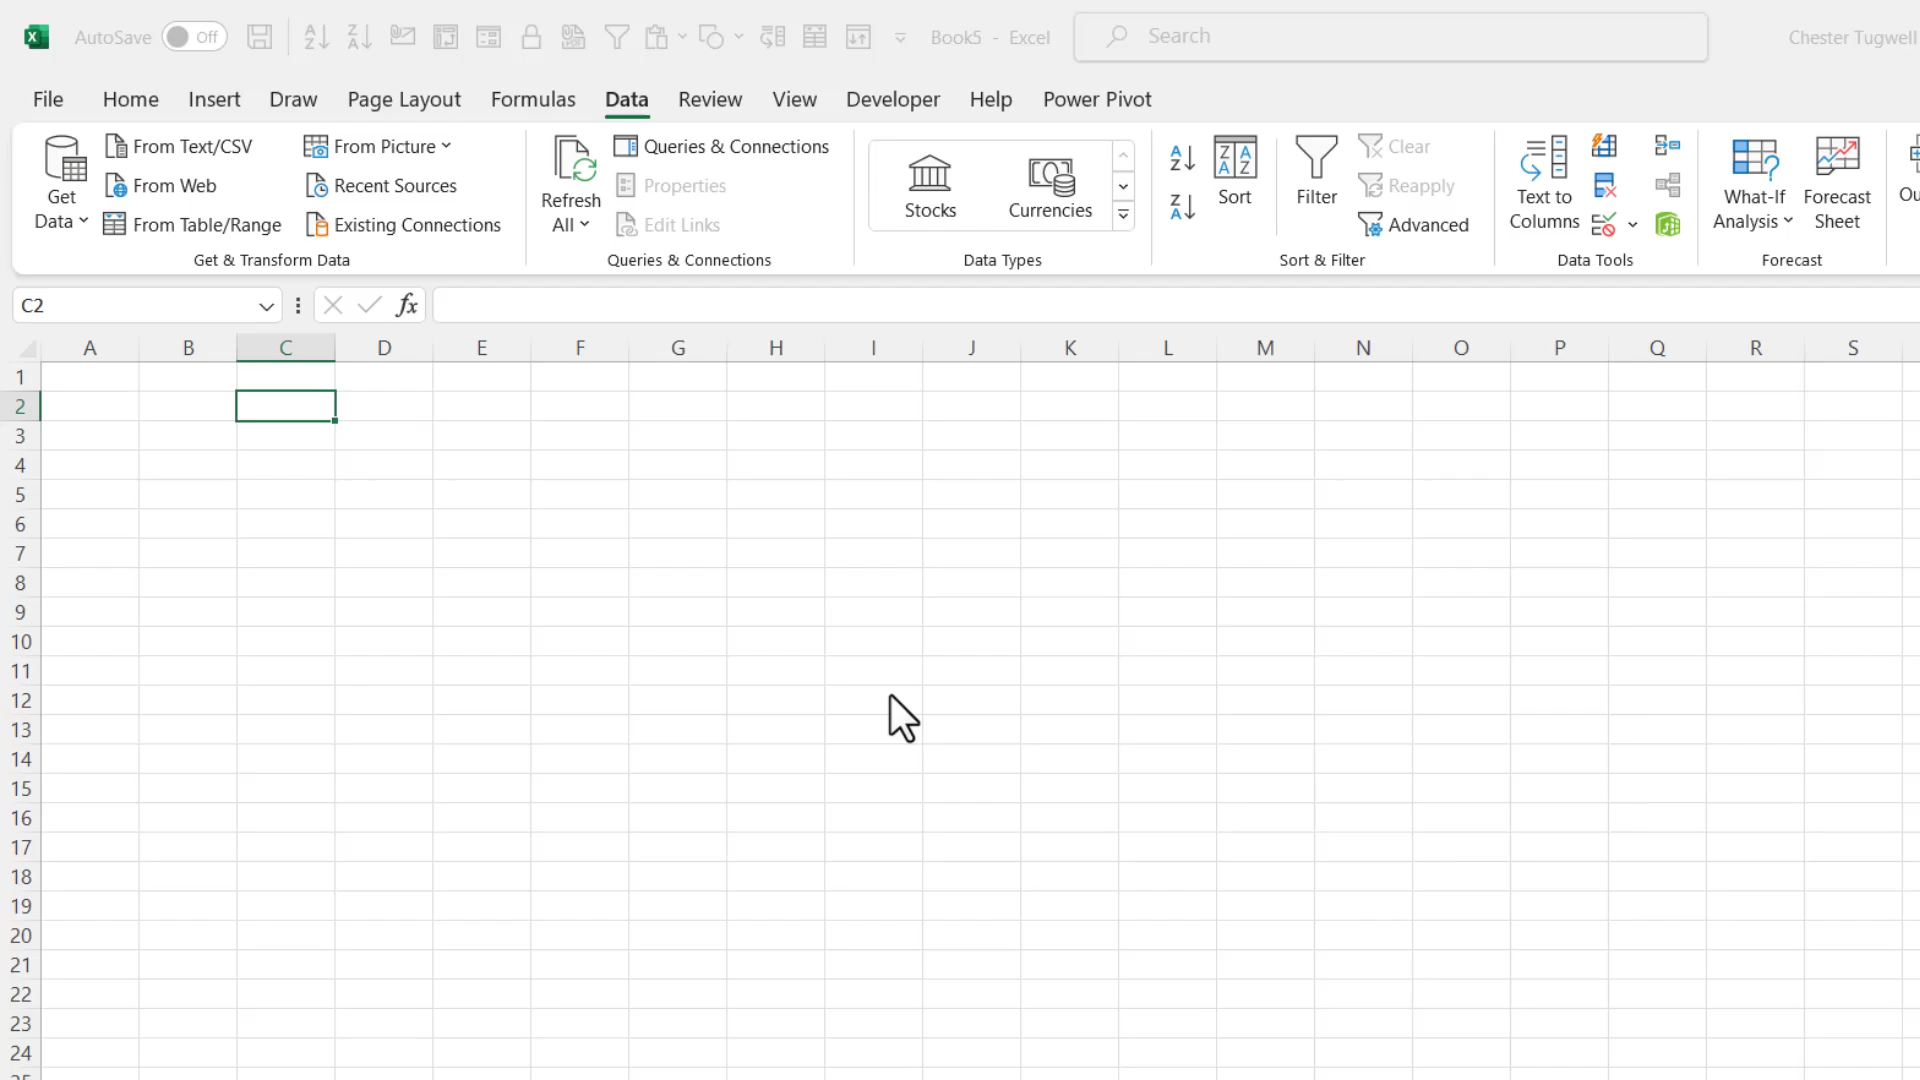 AutoSave Off Book5 - Excel Search Chester Tugwell
File Home Insert Draw Page Layout Formulas Data Review View Developer Help Power Pivot
Get Data
From Text/CSV
From Web
From Table/Range
From Picture
Recent Sources
Existing Connections
Get & Transform Data
Refresh All
Queries & Connections
Properties
Edit Links
Queries & Connections
Stocks
Currencies
Data Types
Sort
Filter
Clear
Reapply
Advanced
Sort & Filter
Text to Columns
Data Tools
What-If Analysis
Forecast Sheet
Forecast
C2
fx
A B C D E F G H I J K L M N O P Q R S
1
2
3
4
5
6
7
8
9
10
11
12
13
14
15
16
17
18
19
20
21
22
23
24